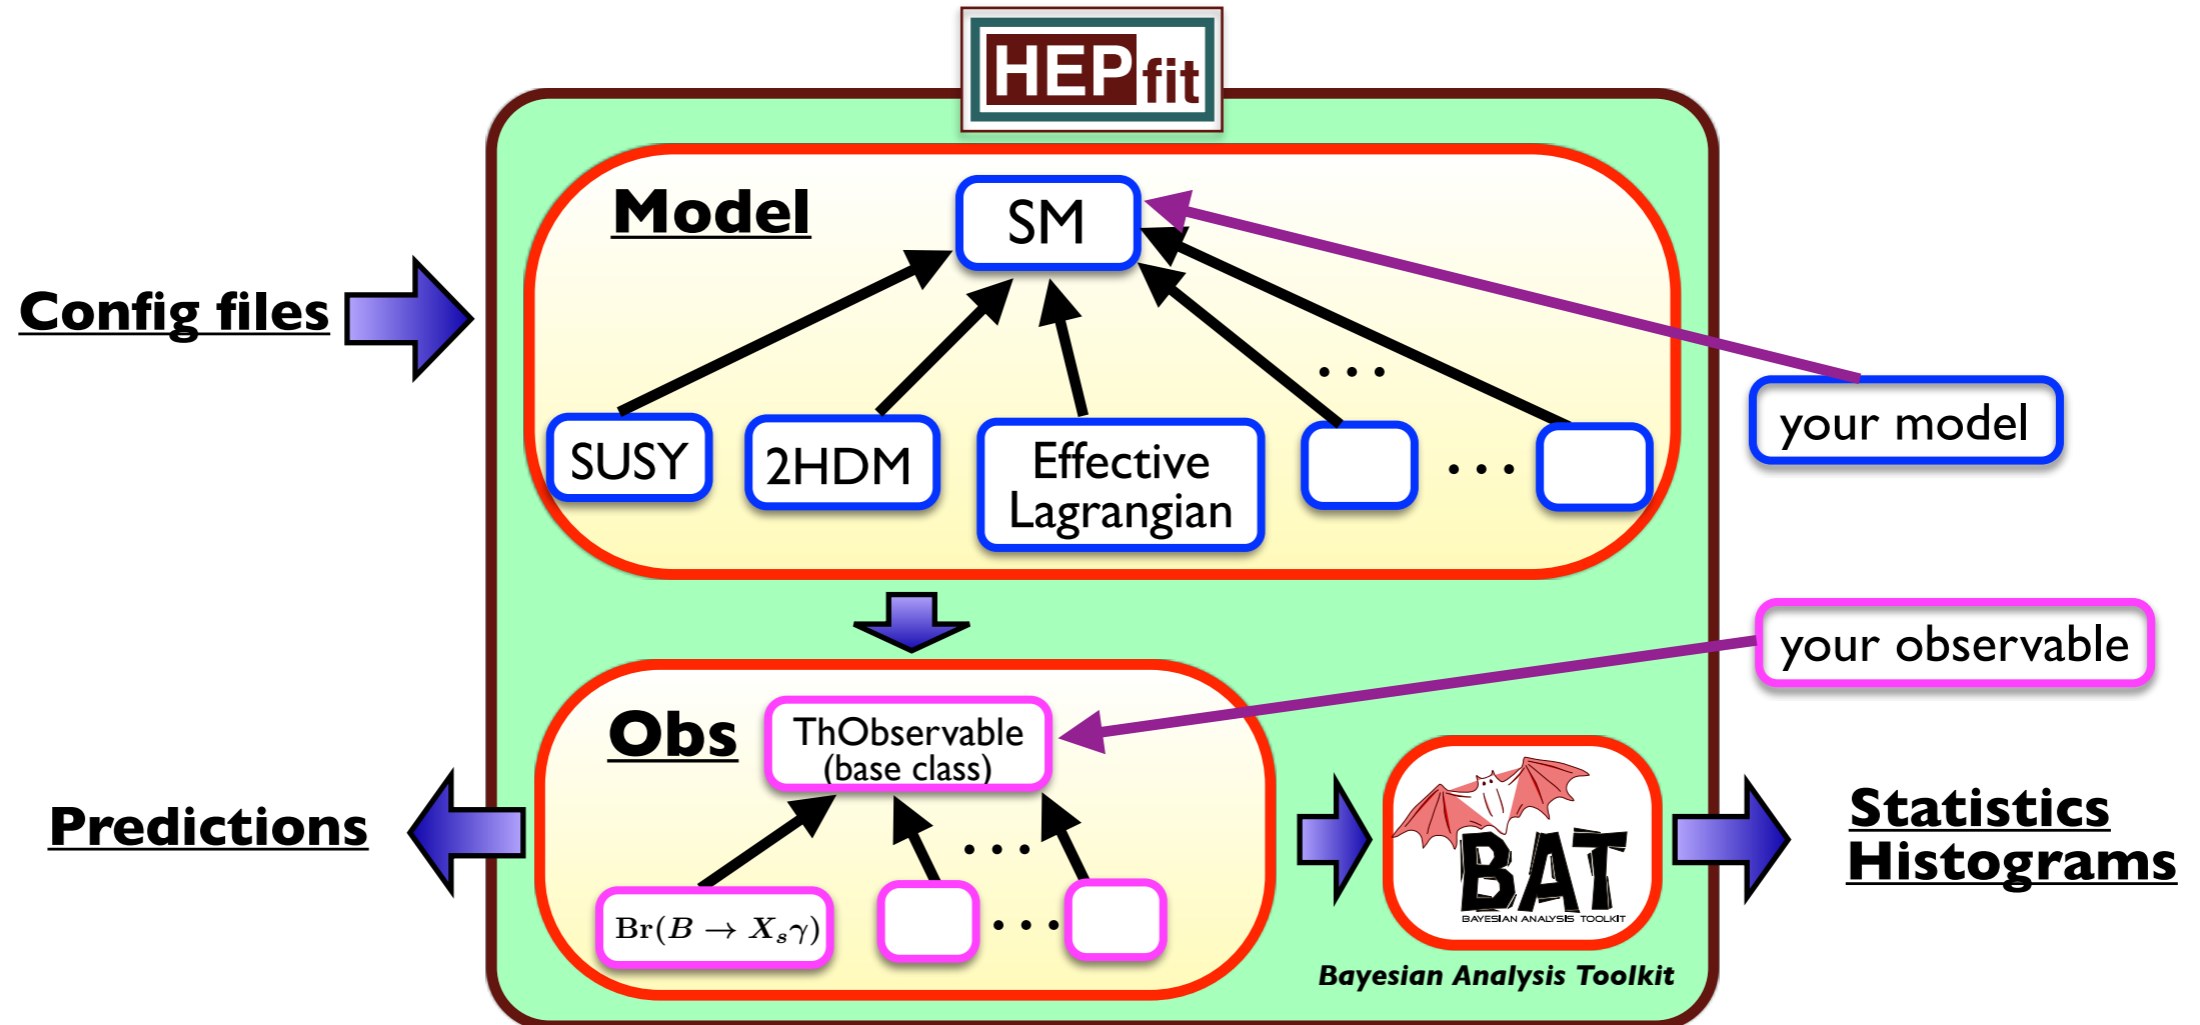 HEPfit
Model
SM
Config files
...
your model
SUSY
2HDM
Effective
Lagrangian
...
your observable
Obs
ThObservable
(base class)
Predictions
...
Br(B → Xₛγ)
...
BAT
BAYESIAN ANALYSIS TOOLKIT
Bayesian Analysis Toolkit
Statistics
Histograms